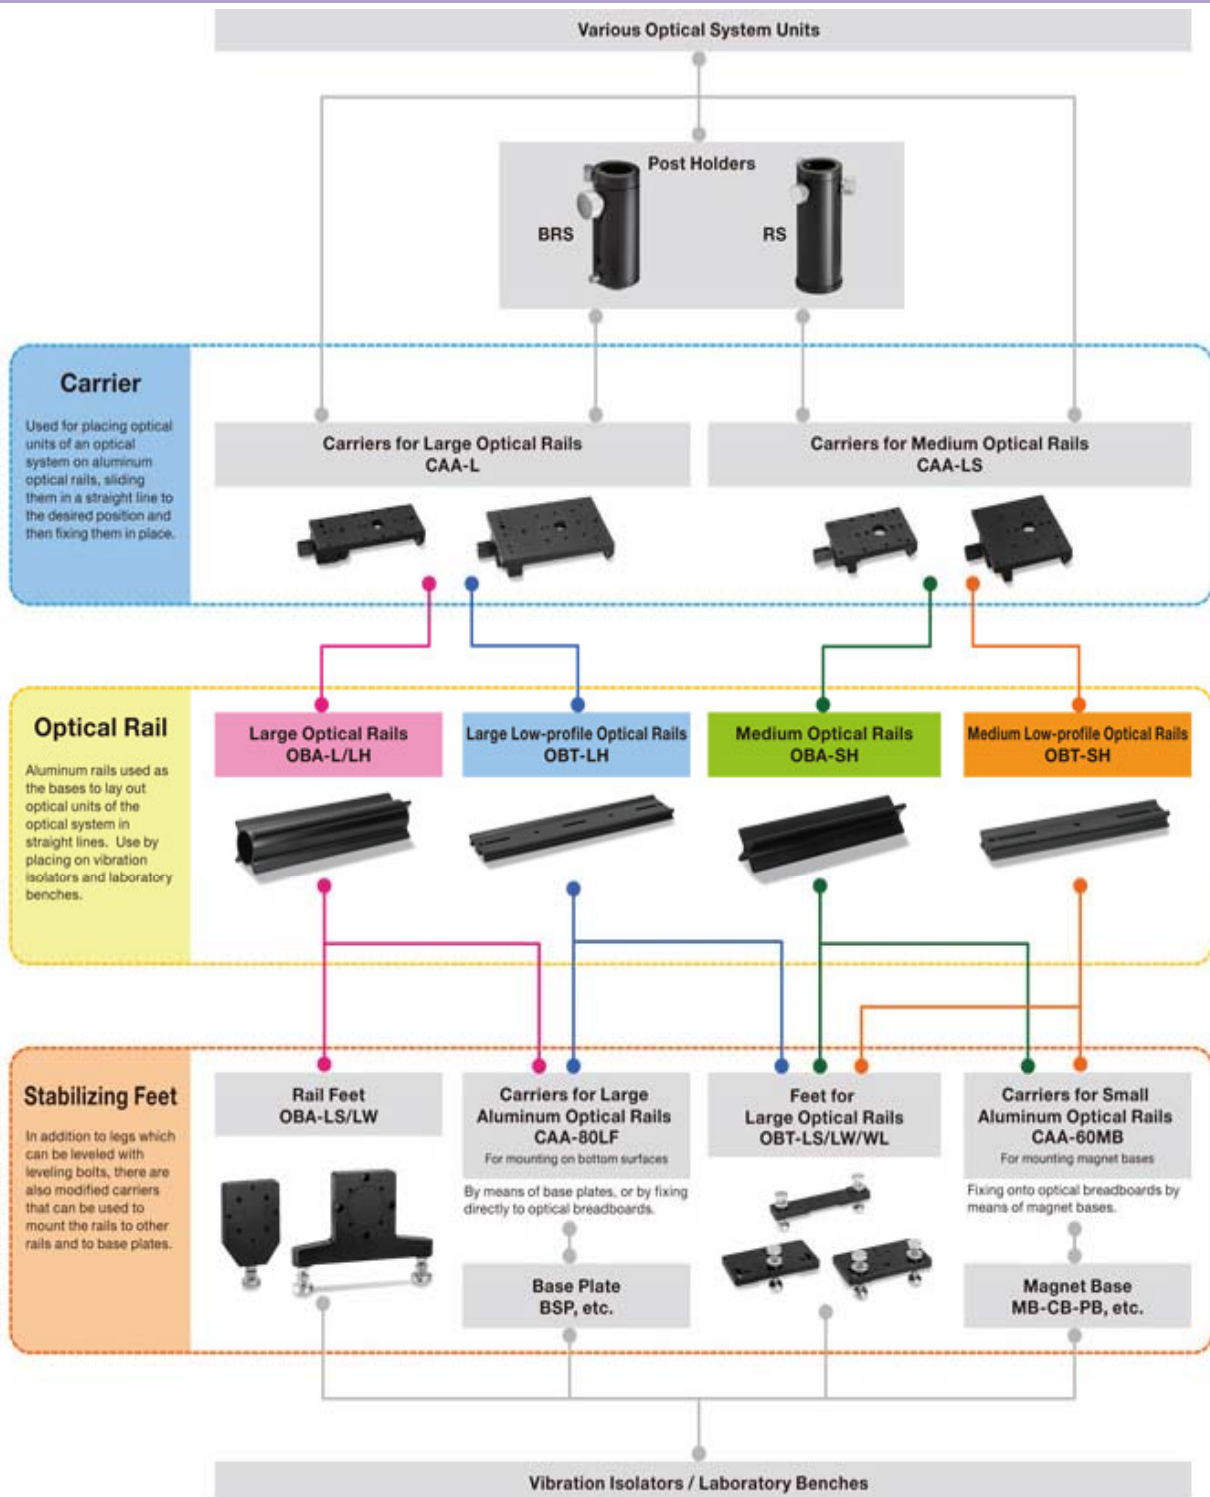 Various Optical System Units
Post Holders
BRS
RS
Carrier
Used for placing optical
units of an optical
system on aluminum
optical rails, sliding
them in a straight line to
the desired position and
then fixing them in place.
Carriers for Large Optical Rails
CAA-L
Carriers for Medium Optical Rails
CAA-LS
Optical Rail
Aluminum rails used as
the bases to lay out
optical units of the
optical system in
straight lines. Use by
placing on vibration
isolators and laboratory
benches.
Large Optical Rails
OBA-L/LH
Large Low-profile Optical Rails
OBT-LH
Medium Optical Rails
OBA-SH
Medium Low-profile Optical Rails
OBT-SH
Stabilizing Feet
In addition to legs which
can be leveled with
leveling bolts, there are
also modified carriers
that can be used to
mount the rails to other
rails and to base plates.
Rail Feet
OBA-LS/LW
Carriers for Large
Aluminum Optical Rails
CAA-80LF
For mounting on bottom surfaces
By means of base plates, or by fixing
directly to optical breadboards.
Base Plate
BSP, etc.
Feet for
Large Optical Rails
OBT-LS/LW/WL
Carriers for Small
Aluminum Optical Rails
CAA-60MB
For mounting magnet bases
Fixing onto optical breadboards by
means of magnet bases.
Magnet Base
MB-CB-PB, etc.
Vibration Isolators / Laboratory Benches